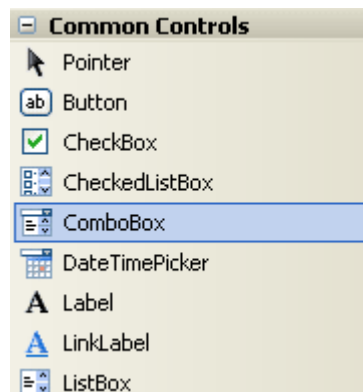 Common Controls
Pointer
ab Button
CheckBox
CheckedListBox
ComboBox
DateTimePicker
A Label
A LinkLabel
ListBox